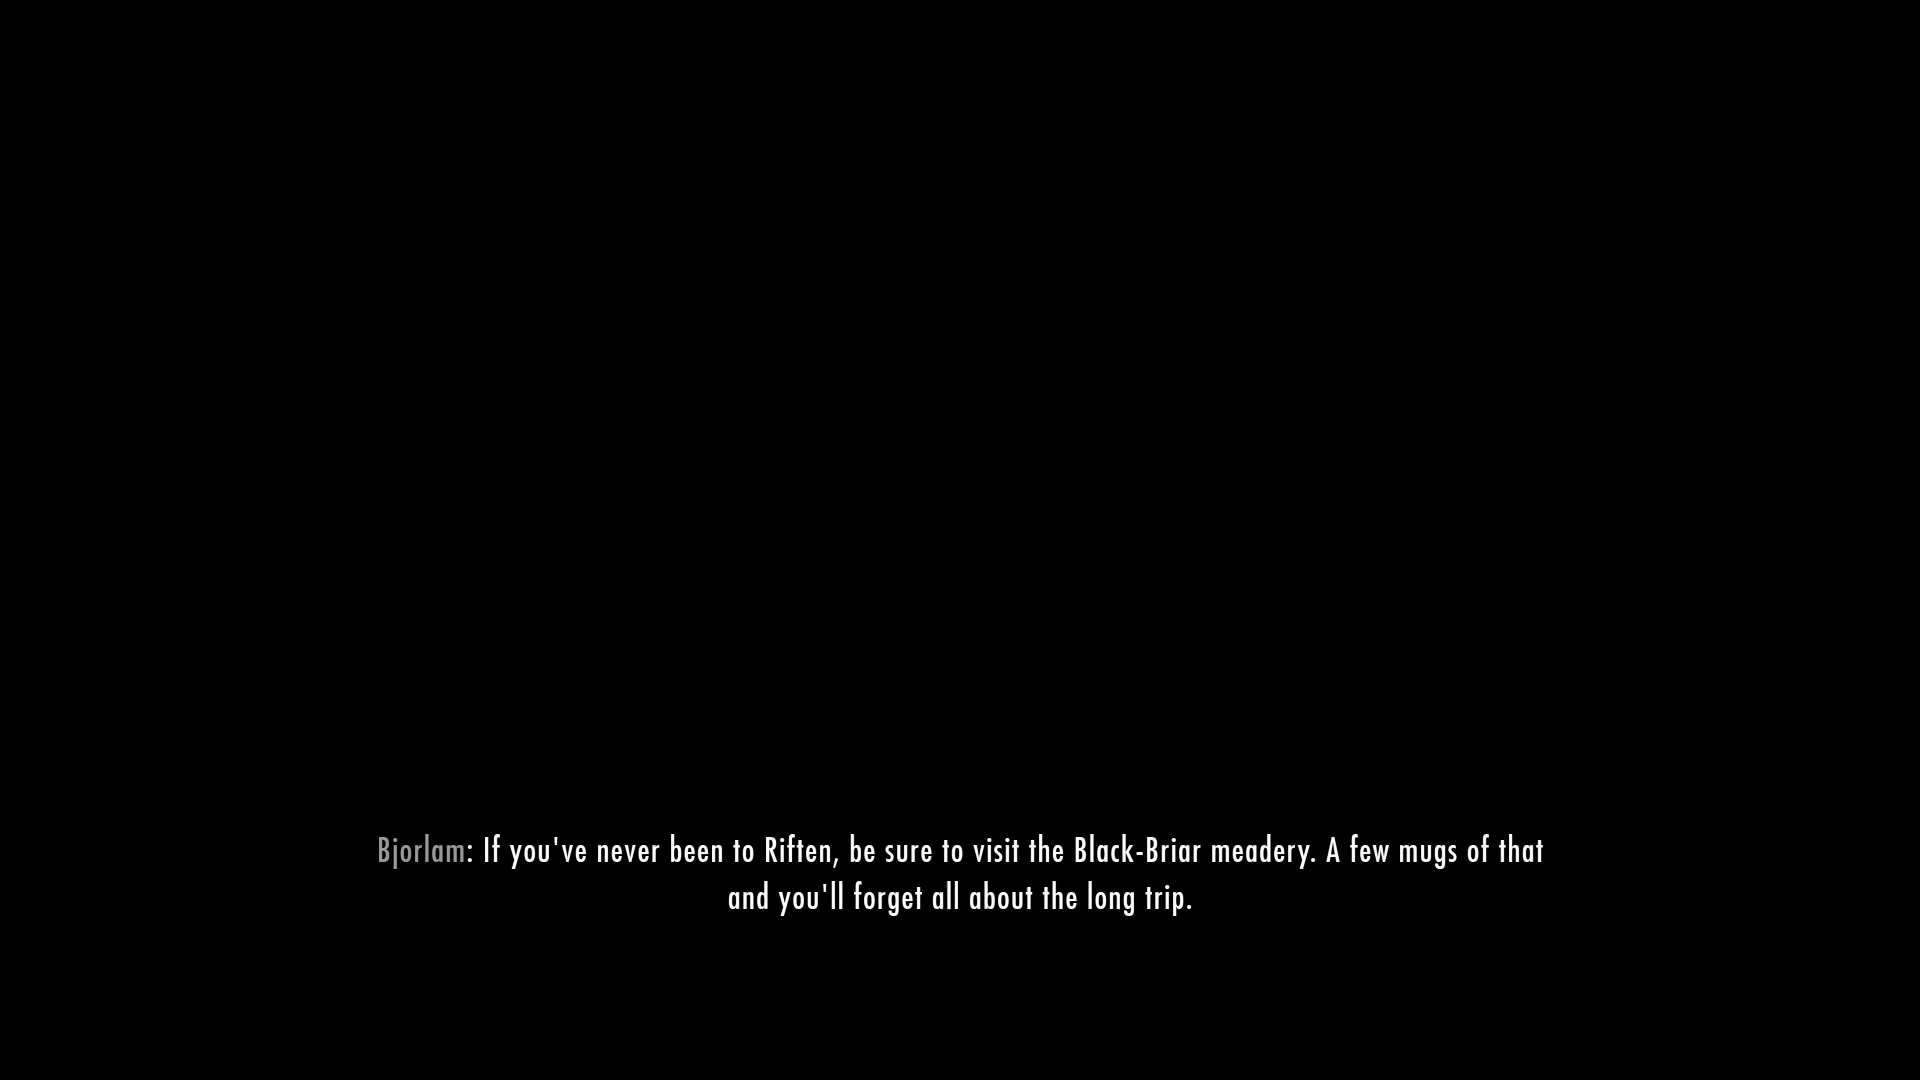 Bjorlam: If you've never been to Riften, be sure to visit the Black-Briar meadery. A few mugs of that
and you'll forget all about the long trip.